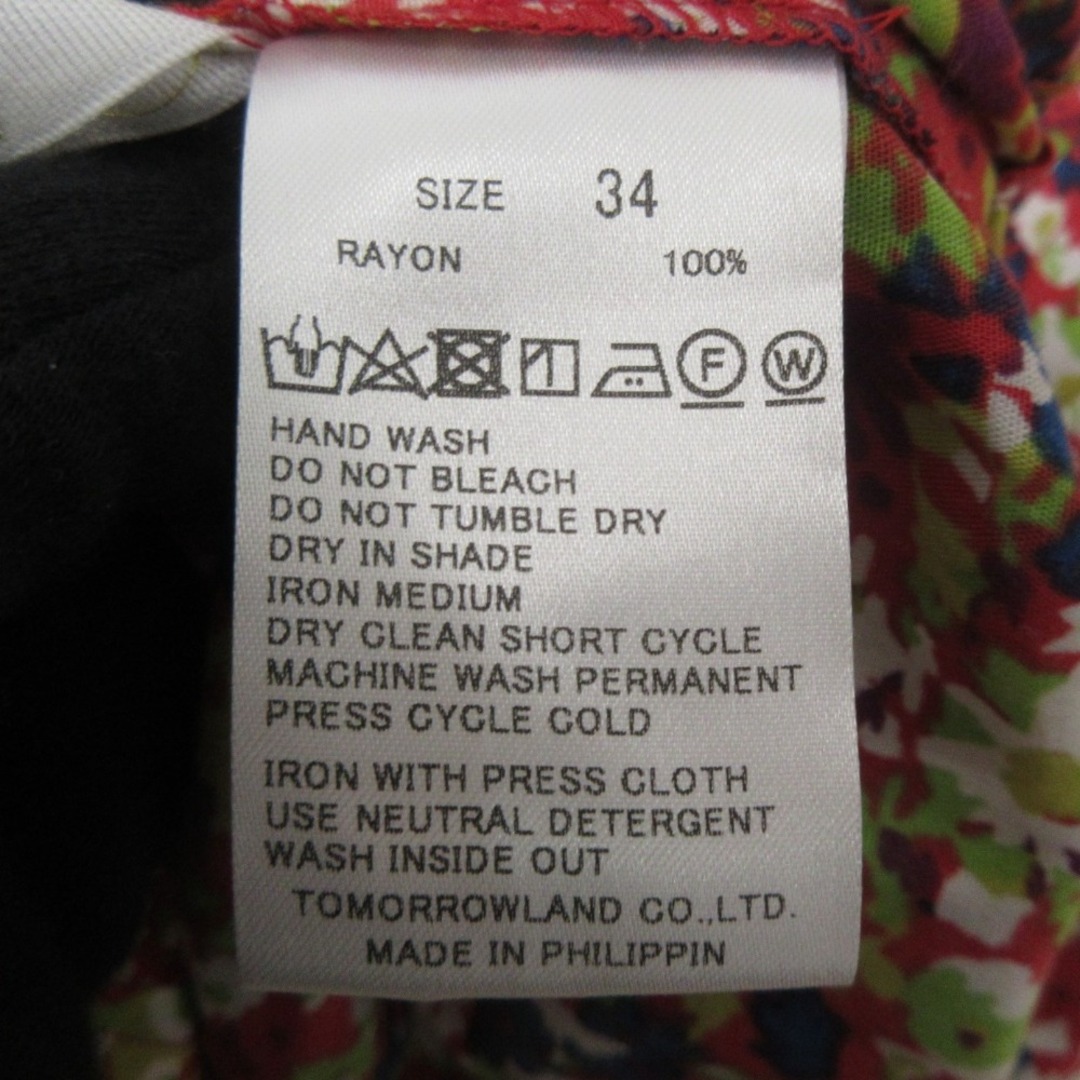 SIZE 34
RAYON 100%
F W
HAND WASH
DO NOT BLEACH
DO NOT TUMBLE DRY
DRY IN SHADE
IRON MEDIUM
DRY CLEAN SHORT CYCLE
MACHINE WASH PERMANENT
PRESS CYCLE COLD
IRON WITH PRESS CLOTH
USE NEUTRAL DETERGENT
WASH INSIDE OUT
TOMORROWLAND CO.,LTD.
MADE IN PHILIPPIN